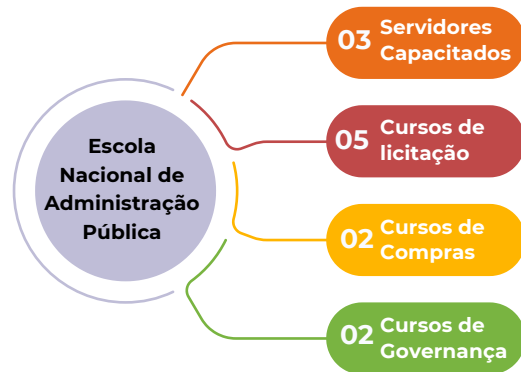 Escola
Nacional de
Administração
Pública
03 Servidores
Capacitados
05 Cursos de
licitação
02 Cursos de
Compras
02 Cursos de
Governança